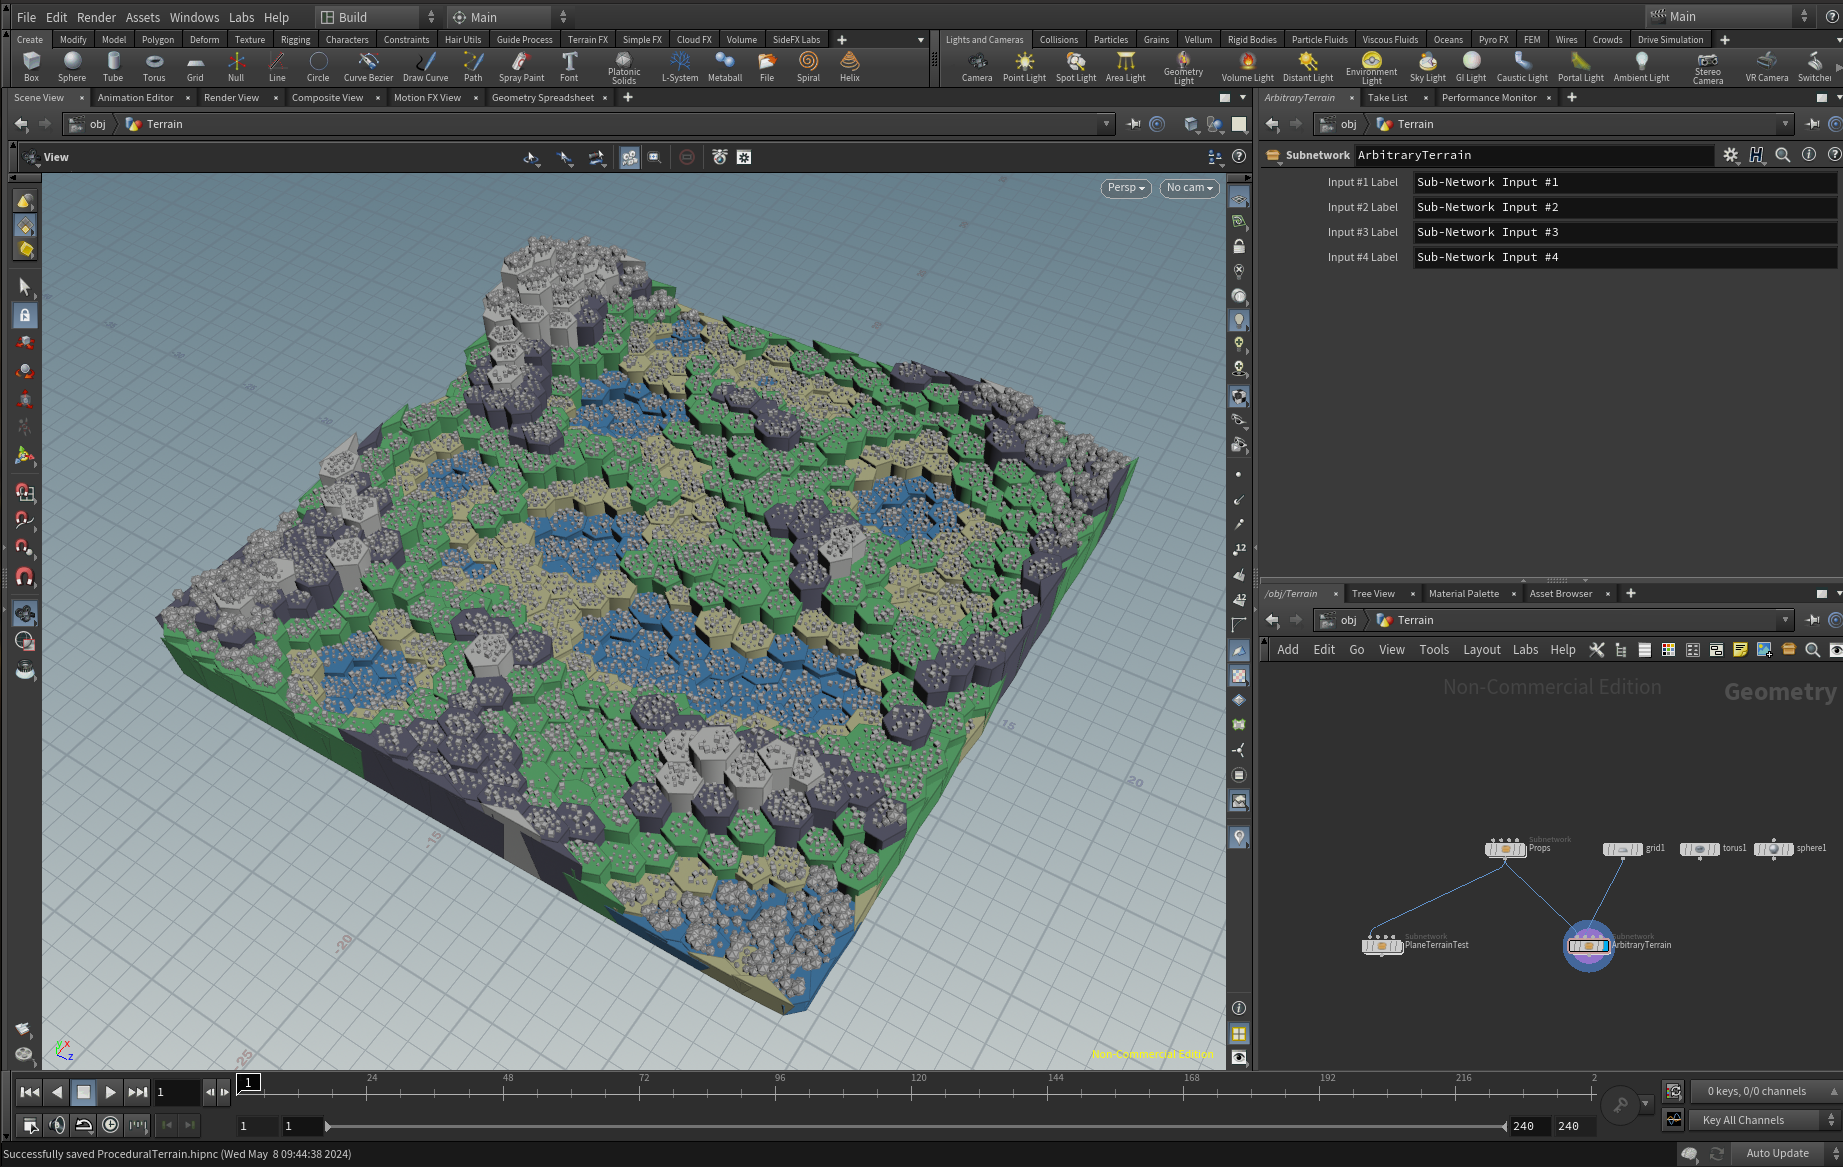 File Edit Render Assets Windows Labs Help Build Main Main
Create Modify Model Polygon Deform Texture Rigging Characters Constraints Hair Utils Guide Process Terrain FX Simple FX Cloud FX Volume SideFX Labs
Lights and Cameras Collisions Particles Grains Vellum Rigid Bodies Particle Fluids Viscous Fluids Oceans Pyro FX FEM Wires Crowds Drive Simulation
Box Sphere Tube Torus Grid Null Line Circle Curve Bezier Draw Curve Path Spray Paint Font Platonic Solids L-System Metaball File Spiral Helix
Camera Point Light Spot Light Area Light Geometry Light Volume Light Distant Light Environment Light Sky Light GI Light Caustic Light Portal Light Ambient Light Stereo Camera VR Camera Switcher
Scene View Animation Editor Render View Composite View Motion FX View Geometry Spreadsheet
ArbitraryTerrain Take List Performance Monitor
obj Terrain
obj Terrain
View
Persp No cam
Subnetwork ArbitraryTerrain
Input #1 Label Sub-Network Input #1
Input #2 Label Sub-Network Input #2
Input #3 Label Sub-Network Input #3
Input #4 Label Sub-Network Input #4
12
12
15
20
-15
-20
-25
Non-Commercial Edition
/obj/Terrain Tree View Material Palette Asset Browser
obj Terrain
Add Edit Go View Tools Layout Labs Help
Non-Commercial Edition Geometry
Subnetwork
Props grid1 torus1 sphere1
Subnetwork Subnetwork
PlaneTerrainTest ArbitraryTerrain
1 1 24 48 72 96 120 144 168 192 216 2
0 keys, 0/0 channels
1 1 240 240
Key All Channels
Successfully saved ProceduralTerrain.hipnc (Wed May 8 09:44:38 2024)
Auto Update